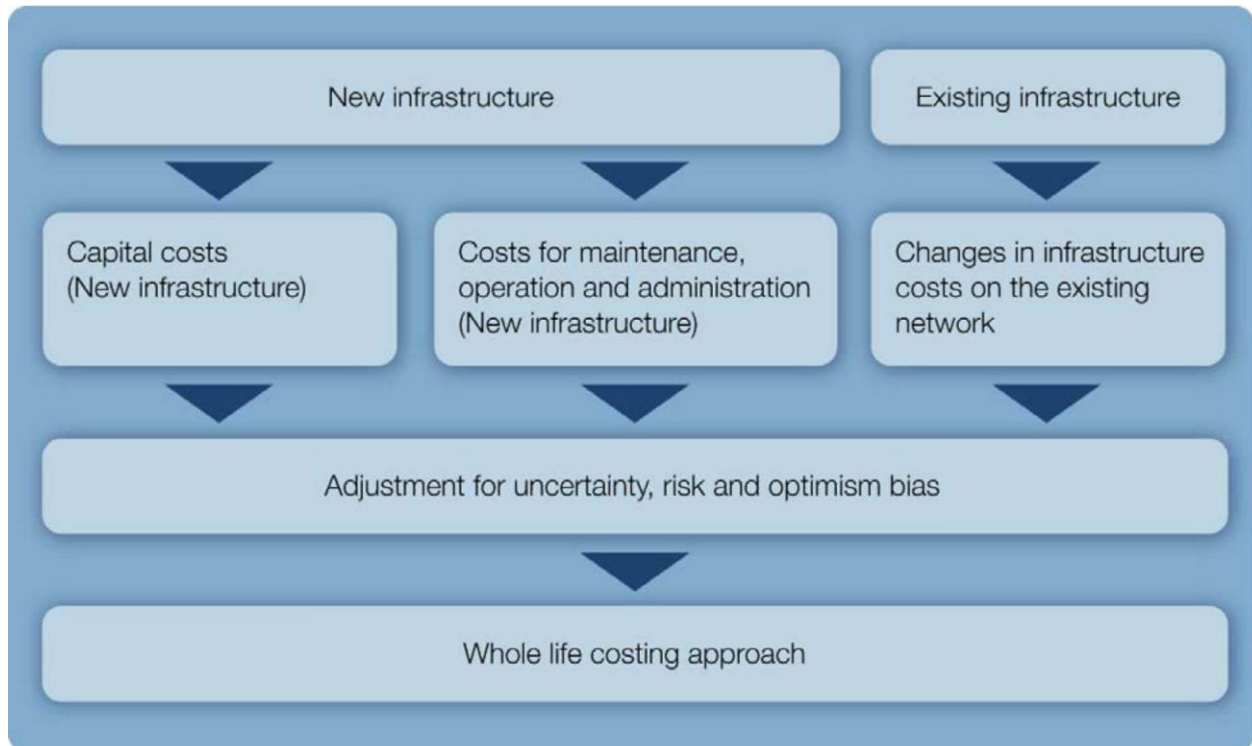 New infrastructure
Existing infrastructure
Capital costs
(New infrastructure)
Costs for maintenance,
operation and administration
(New infrastructure)
Changes in infrastructure
costs on the existing
network
Adjustment for uncertainty, risk and optimism bias
Whole life costing approach